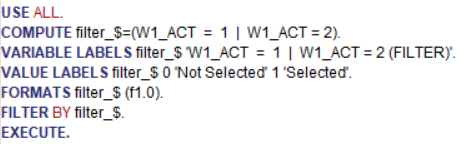 USE ALL.
COMPUTE filter_$=(W1_ACT = 1 | W1_ACT = 2).
VARIABLE LABELS filter_$ 'W1_ACT = 1 | W1_ACT = 2 (FILTER)'.
VALUE LABELS filter_$ 0 'Not Selected' 1 'Selected'.
FORMATS filter_$ (f1.0).
FILTER BY filter_$.
EXECUTE.